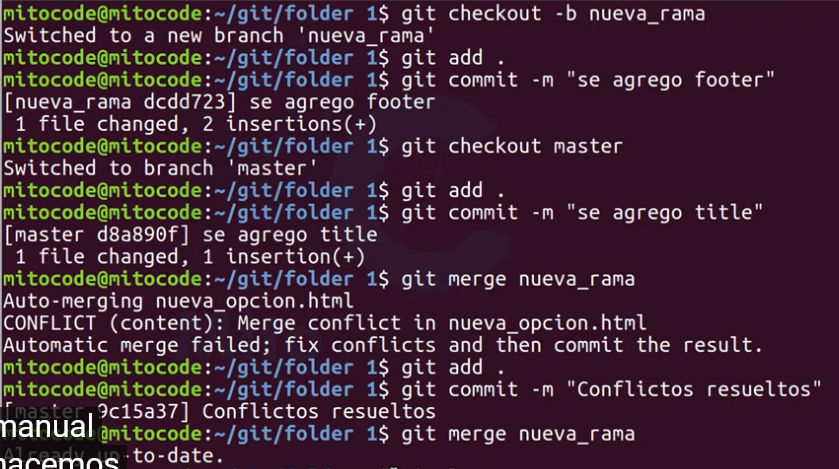 mitocode@mitocode:~/git/folder 1$ git checkout -b nueva_rama
Switched to a new branch 'nueva_rama'
mitocode@mitocode:~/git/folder 1$ git add .
mitocode@mitocode:~/git/folder 1$ git commit -m "se agrego footer"
[nueva_rama dcdd723] se agrego footer
 1 file changed, 2 insertions(+)
mitocode@mitocode:~/git/folder 1$ git checkout master
Switched to branch 'master'
mitocode@mitocode:~/git/folder 1$ git add .
mitocode@mitocode:~/git/folder 1$ git commit -m "se agrego title"
[master d8a890f] se agrego title
 1 file changed, 1 insertion(+)
mitocode@mitocode:~/git/folder 1$ git merge nueva_rama
Auto-merging nueva_opcion.html
CONFLICT (content): Merge conflict in nueva_opcion.html
Automatic merge failed; fix conflicts and then commit the result.
mitocode@mitocode:~/git/folder 1$ git add .
mitocode@mitocode:~/git/folder 1$ git commit -m "Conflictos resueltos"
[master 9c15a37] Conflictos resueltos
manual
mitocode@mitocode:~/git/folder 1$ git merge nueva_rama
Already up-to-date.
hacemos